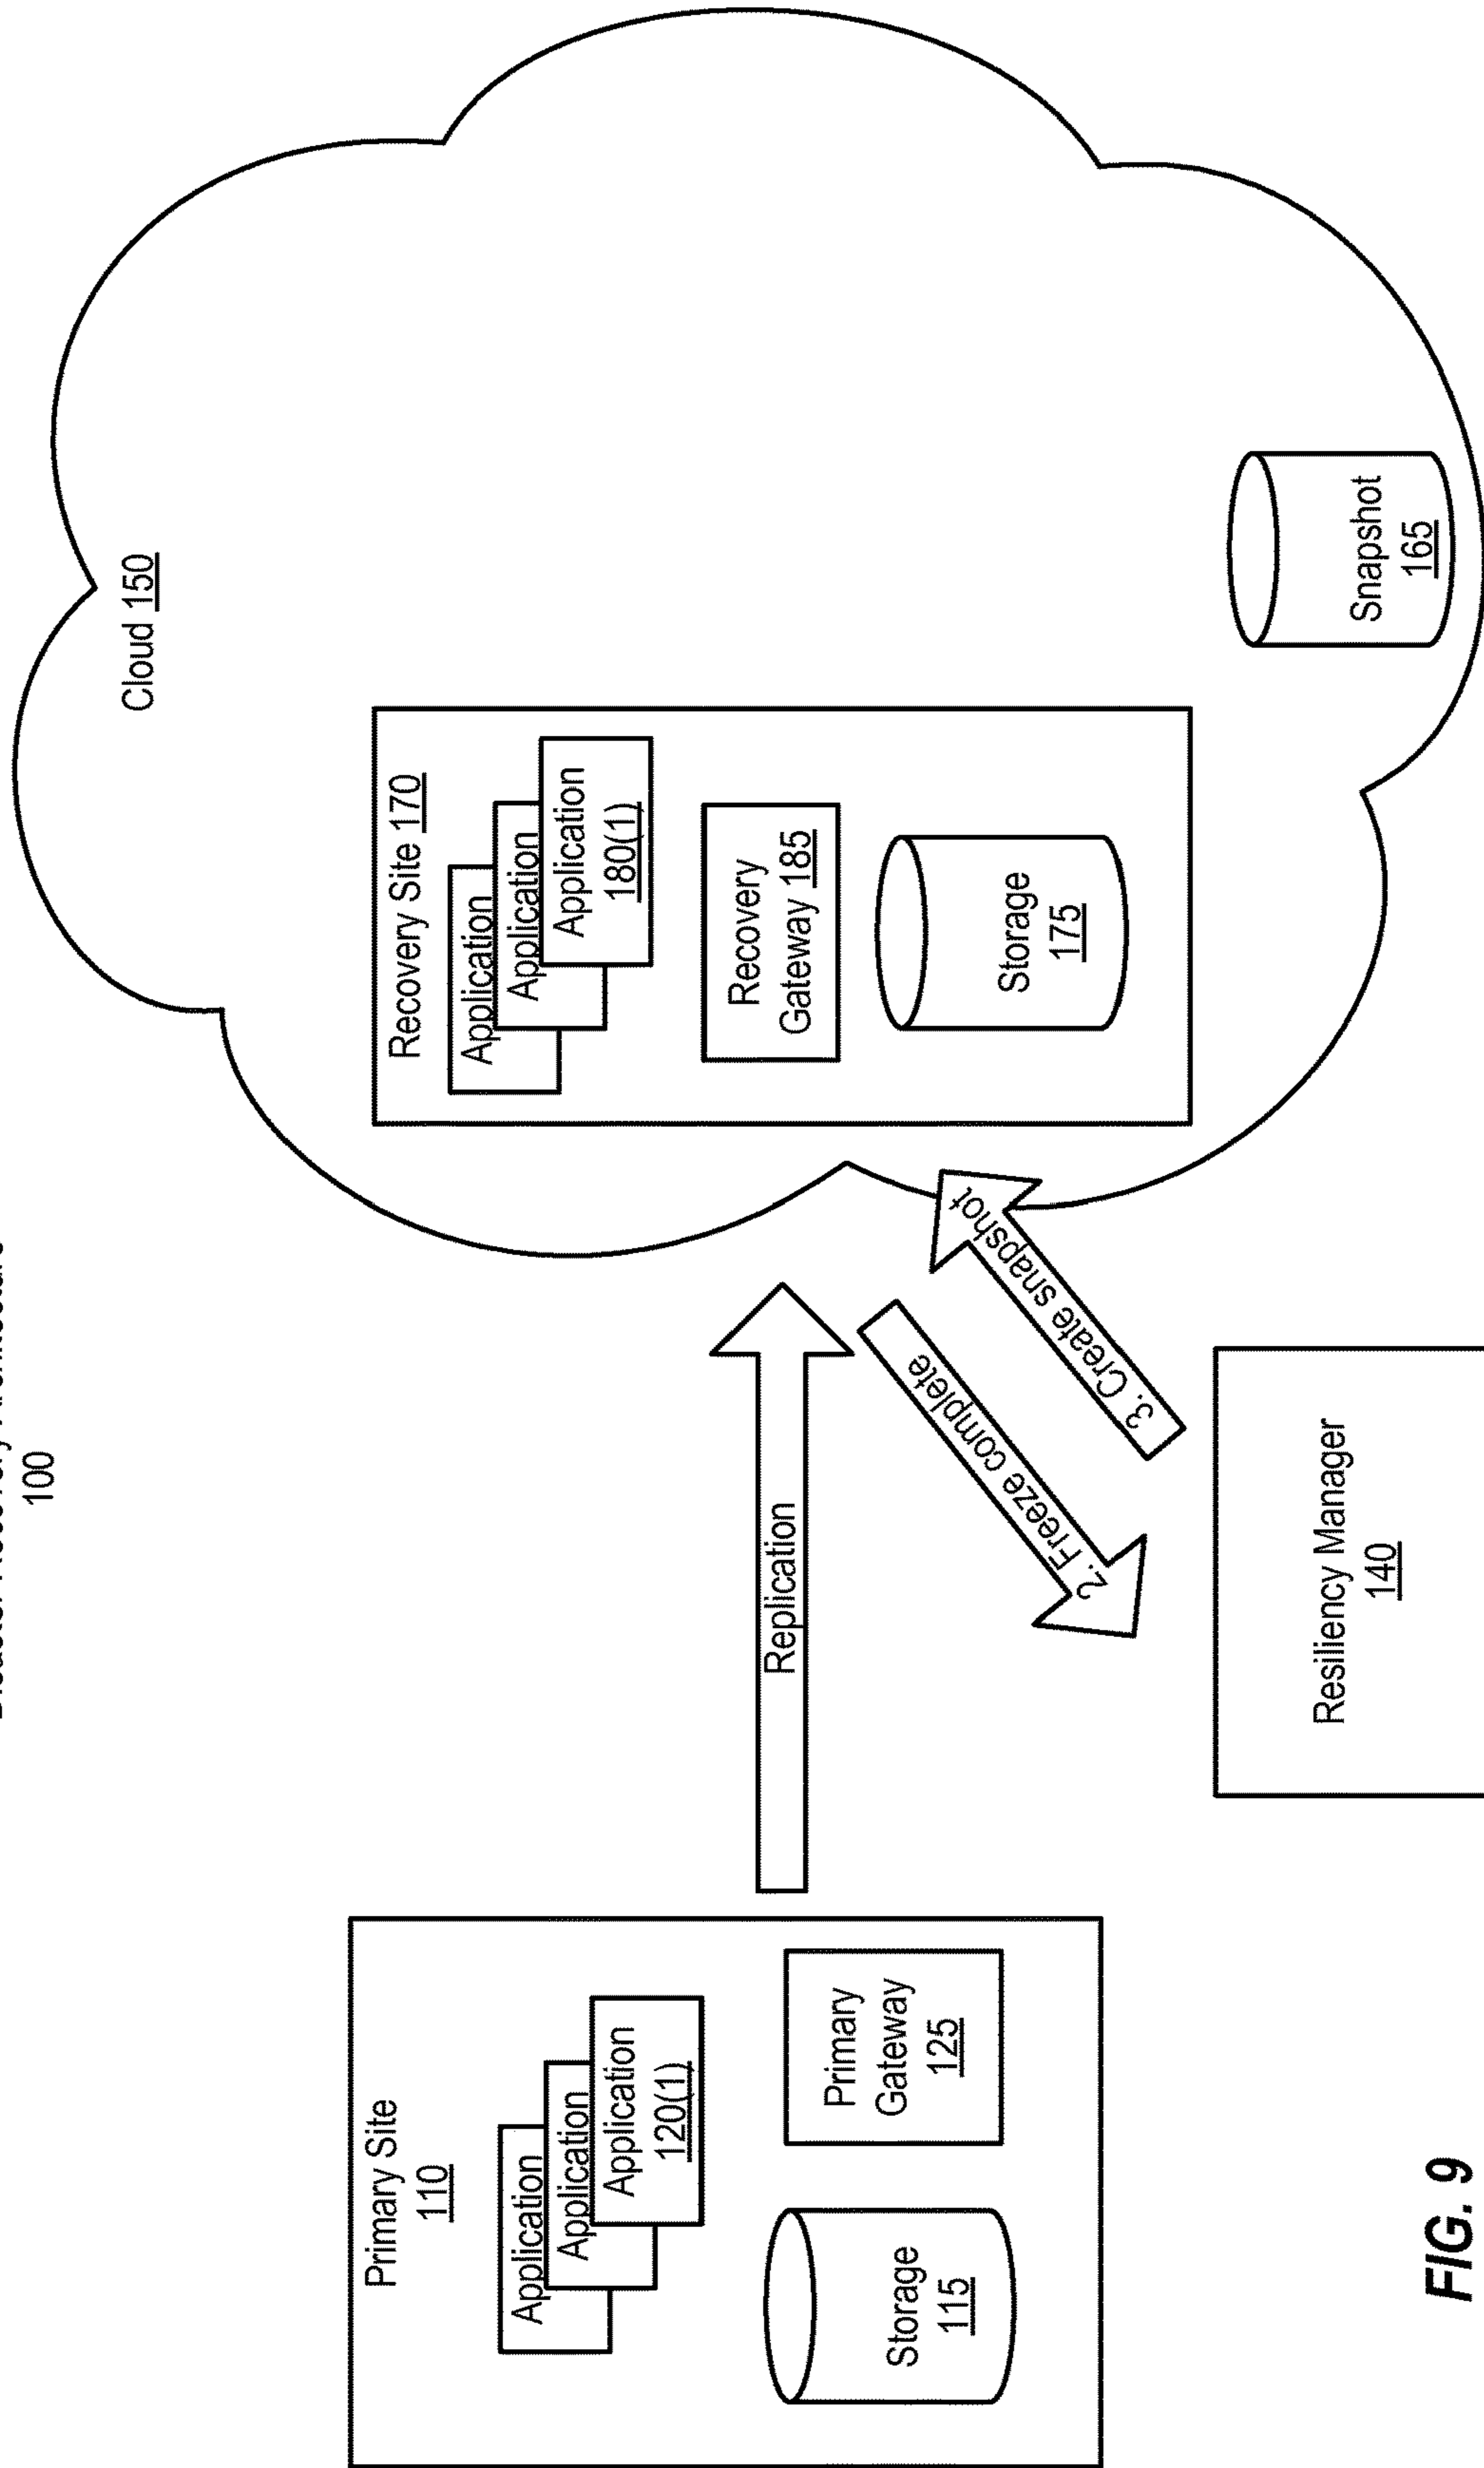 Disaster Recovery Architecture
100
Primary Site
110
Application
Application
Application
120(1)
Storage
115
Primary
Gateway
125
Replication
2. Freeze complete
3. Create snapshot
Resiliency Manager
140
Cloud 150
Recovery Site 170
Application
Application
Application
180(1)
Recovery
Gateway 185
Storage
175
Snapshot
165
FIG. 9